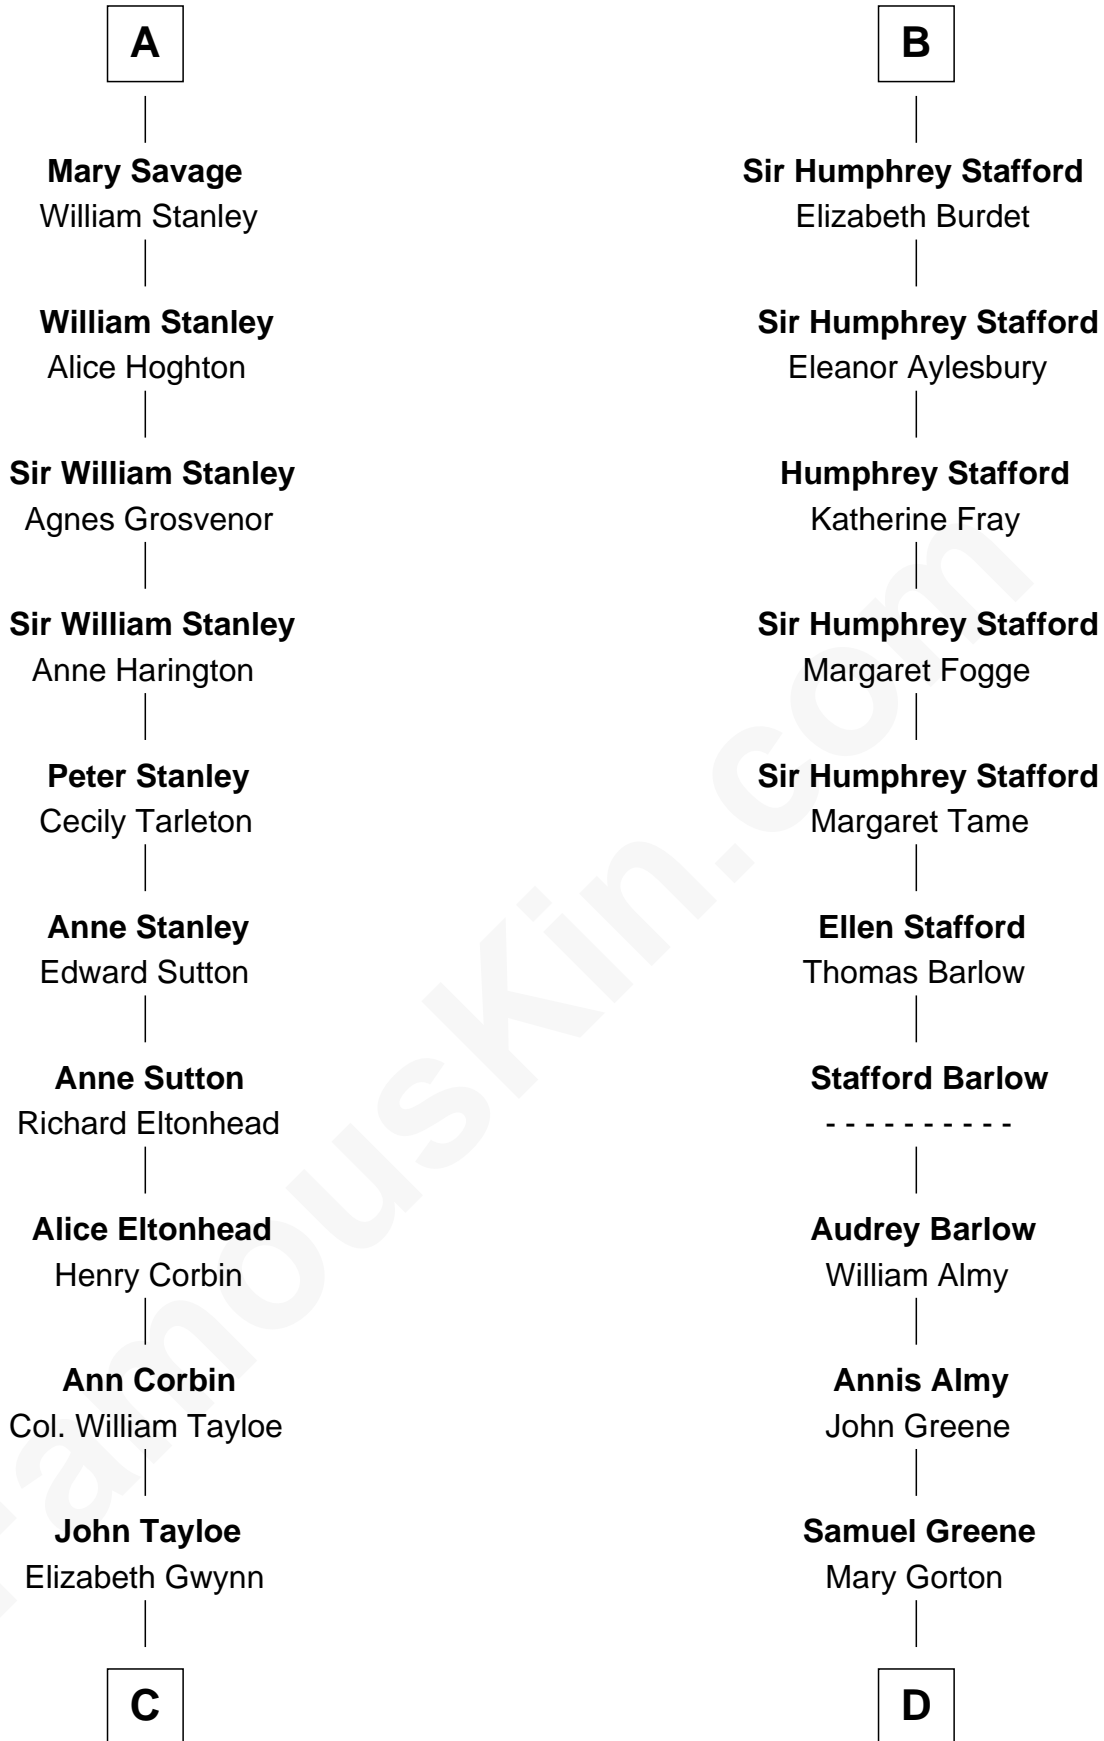 A
Mary Savage
William Stanley
William Stanley
Alice Hoghton
Sir William Stanley
Agnes Grosvenor
Sir William Stanley
Anne Harington
Peter Stanley
Cecily Tarleton
Anne Stanley
Edward Sutton
Anne Sutton
Richard Eltonhead
Alice Eltonhead
Henry Corbin
Ann Corbin
Col. William Tayloe
John Tayloe
Elizabeth Gwynn
C
B
Sir Humphrey Stafford
Elizabeth Burdet
Sir Humphrey Stafford
Eleanor Aylesbury
Humphrey Stafford
Katherine Fray
Sir Humphrey Stafford
Margaret Fogge
Sir Humphrey Stafford
Margaret Tame
Ellen Stafford
Thomas Barlow
Stafford Barlow
- - - - - - - - - -
Audrey Barlow
William Almy
Annis Almy
John Greene
Samuel Greene
Mary Gorton
D
FamousKin.com